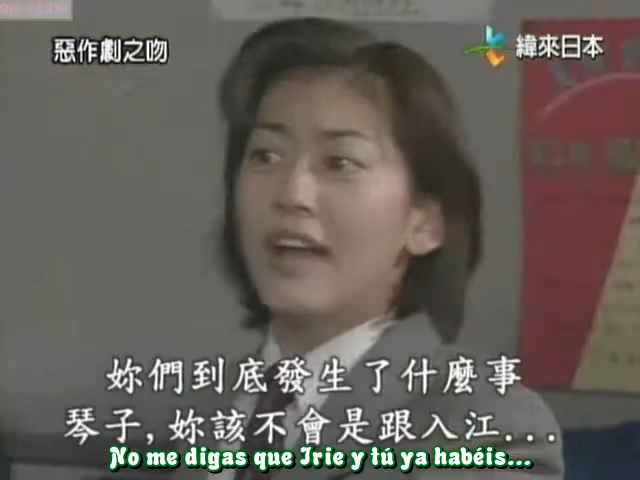 惡作劇之吻
緯來日本
妳們到底發生了什麼事
琴子,妳該不會是跟入江...
No me digas que Irie y tú ya habéis...